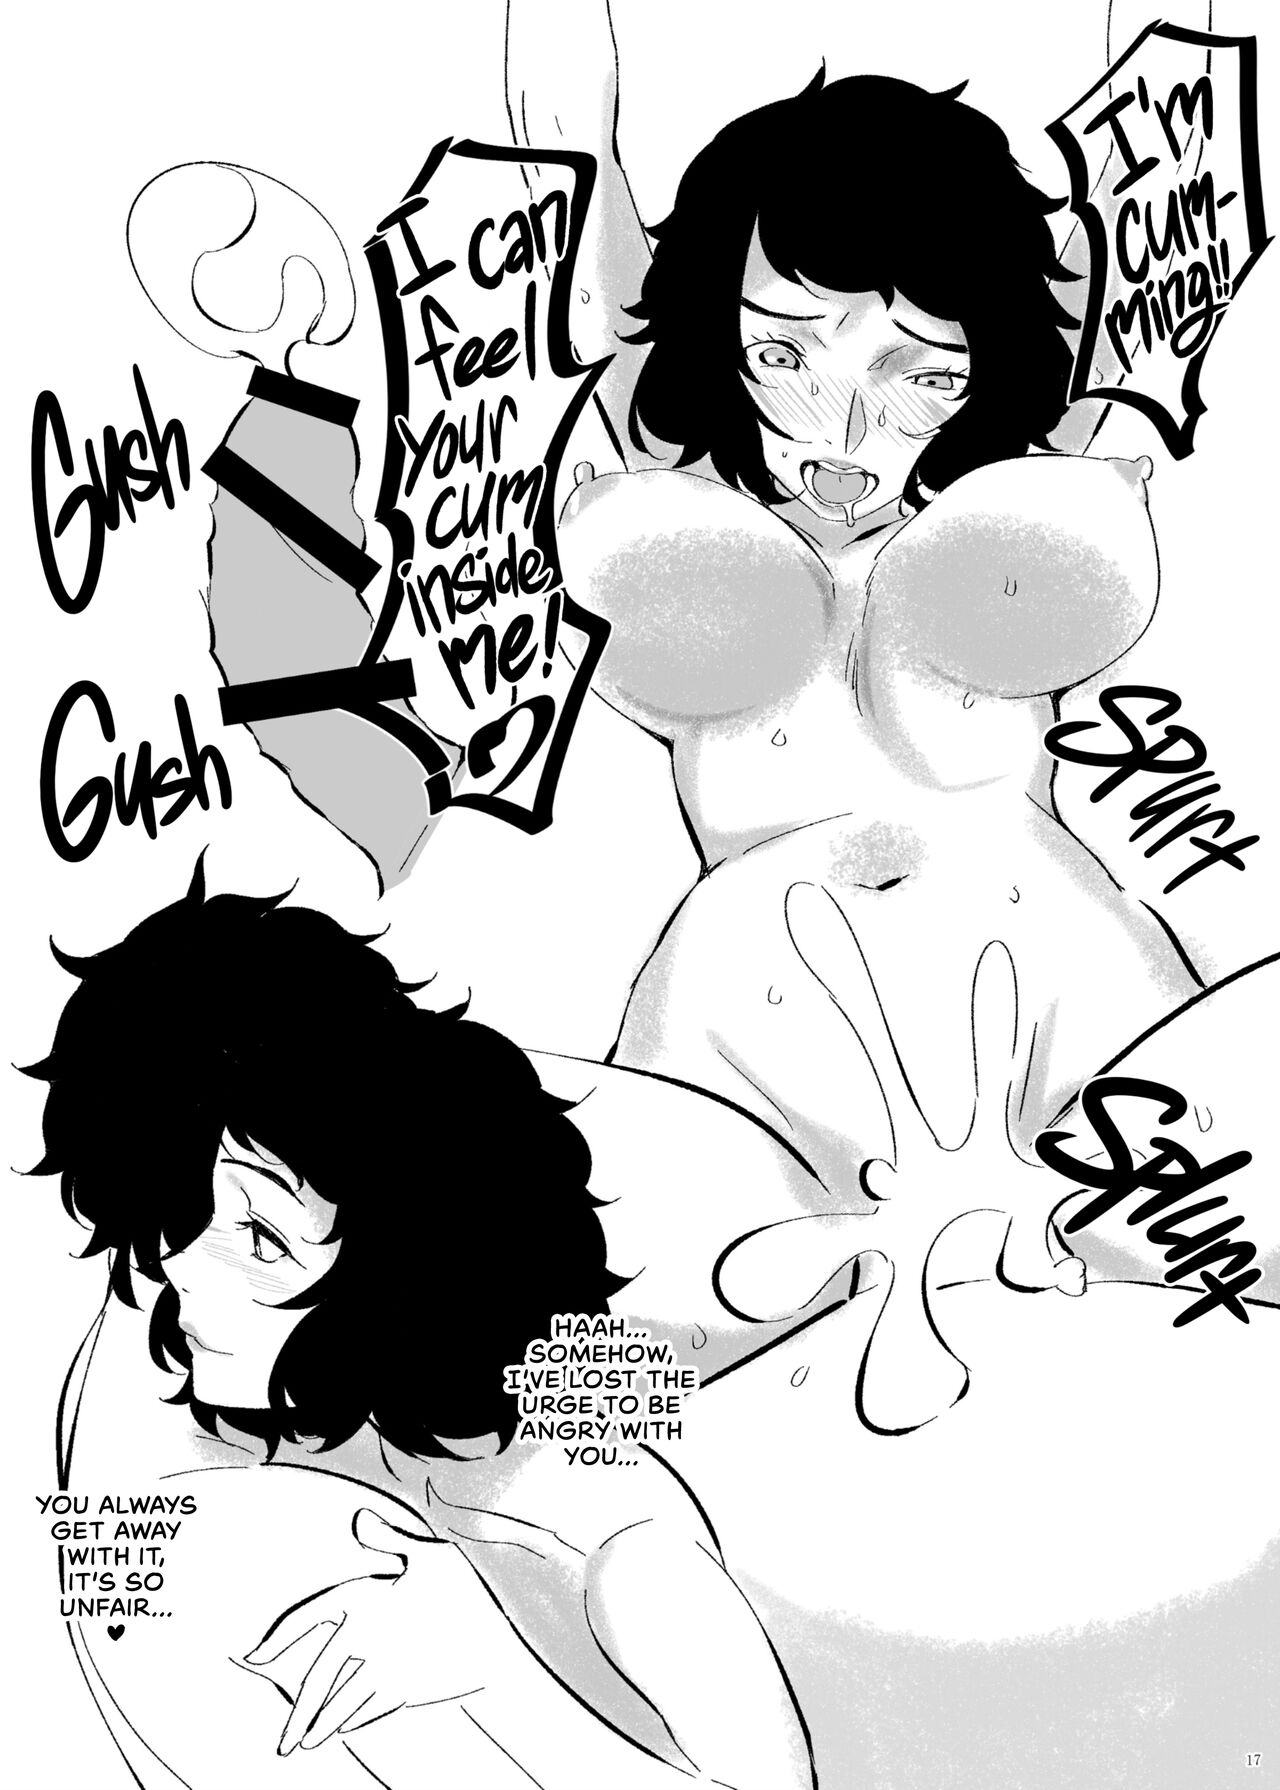 I'm
cum-
ming!!
I can
feel
your
cum
inside
me!
Gush
Gush
Spurt
Splurt
HAAH...
SOMEHOW,
I'VE LOST THE
URGE TO BE
ANGRY WITH
YOU...
YOU ALWAYS
GET AWAY
WITH IT,
IT'S SO
UNFAIR...
♥
17